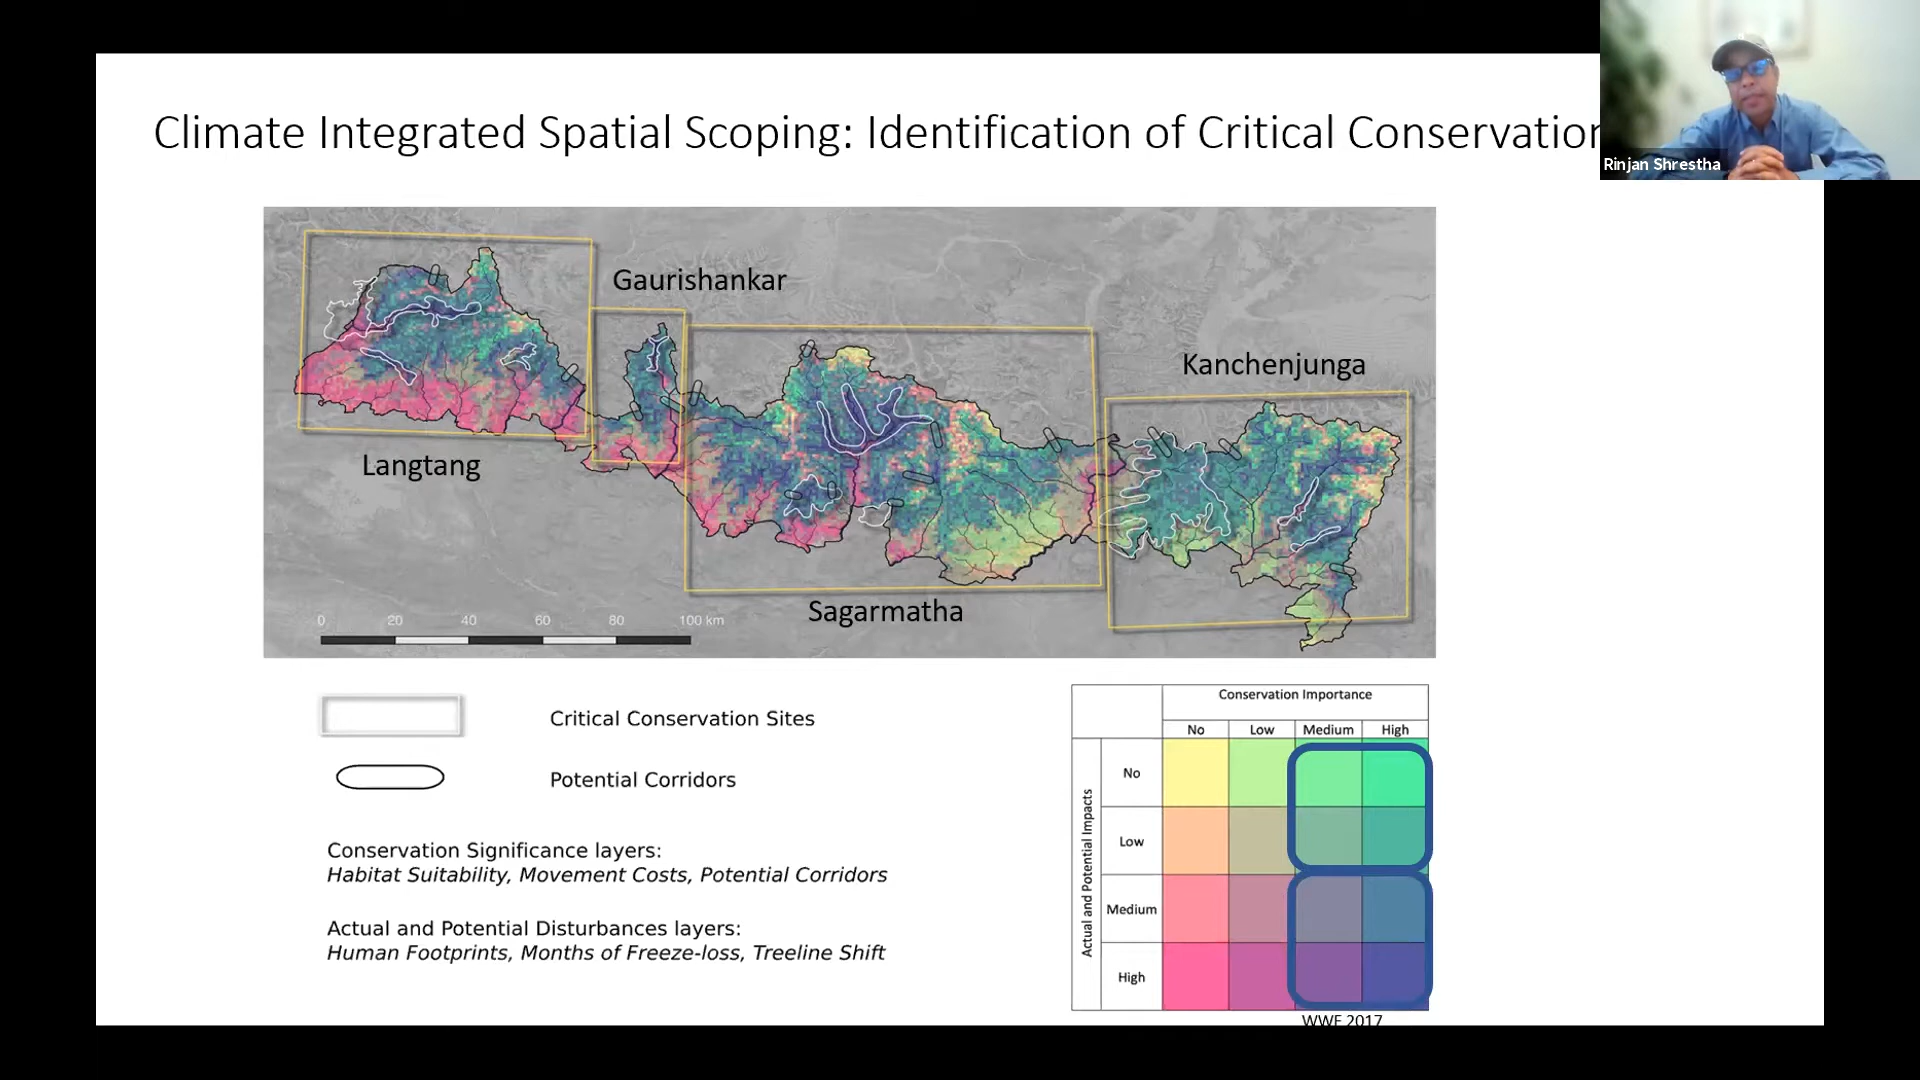 Climate Integrated Spatial Scoping: Identification of Critical Conservation
Rinjan Shrestha
Gaurishankar
Kanchenjunga
Langtang
Sagarmatha
0 20 40 60 80 100 km
Critical Conservation Sites
Potential Corridors
Conservation Significance layers:
Habitat Suitability, Movement Costs, Potential Corridors
Actual and Potential Disturbances layers:
Human Footprints, Months of Freeze-loss, Treeline Shift
Conservation Importance
No Low Medium High
Actual and Potential Impacts
No
Low
Medium
High
WWF 2017